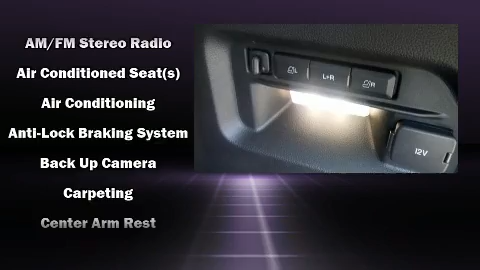 AM/FM Stereo Radio
Air Conditioned Seat(s)
Air Conditioning
Anti-Lock Braking System
Back Up Camera
Carpeting
Center Arm Rest
L
L+R
R
12V